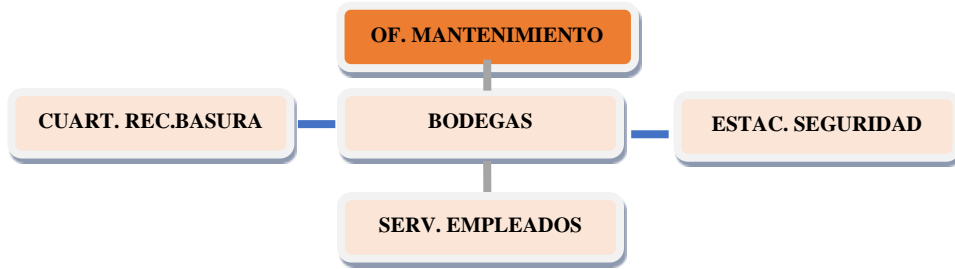 OF. MANTENIMIENTO
CUART. REC.BASURA
BODEGAS
ESTAC. SEGURIDAD
SERV. EMPLEADOS